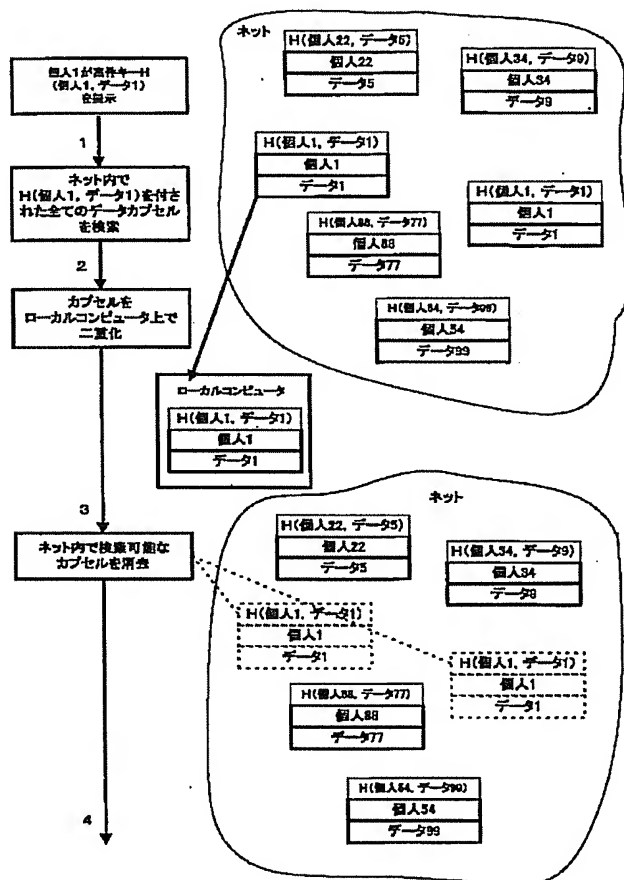 個人1が
(個人1, データ1)
を提示
1
ネット内で
H(個人1, データ1)を付さ
れた全てのデータカプセル
を検索
2
カプセルを
ローカルコンピュータ上で
二重化
3
ネット内で検索可能な
カプセルを消去
4
ネット
H(個人22, データ5)
個人22
データ5
H(個人34, データ9)
個人34
データ9
H(個人1, データ1)
個人1
データ1
H(個人1, データ1)
個人1
データ1
H(個人88, データ77)
個人88
データ77
個人54
データ99
ローカルコンピュータ
H(個人1, データ1)
個人1
データ1
ネット
H(個人22, データ5)
個人22
データ5
H(個人34, データ9)
個人34
データ9
H(個人1, データ1)
個人1
データ1
H(個人1, データ1)
個人1
データ1
H(個人88, データ77)
個人88
データ77
H(個人54, データ99)
個人54
データ99